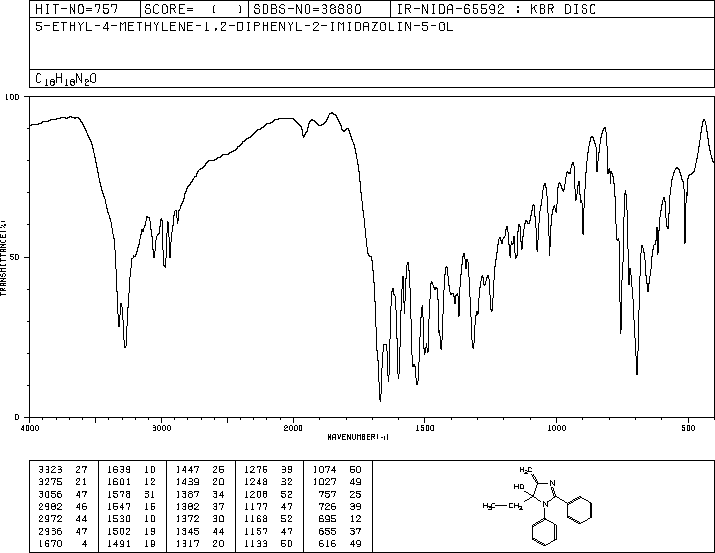 HIT-NO=757 SCORE= ( ) SDBS-NO=38880 IR-NIDA-65592 : KBR DISC
5-ETHYL-4-METHYLENE-1,2-DIPHENYL-2-IMIDAZOLIN-5-OL
C18H18N2O
100
50
0
TRANSMITTANCE(%)
4000 3000 2000 1500 1000 500
WAVENUMBER(-1)
3323 27 1639 10 1447 26 1276 39 1074 50
3275 21 1601 12 1439 20 1248 32 1027 49
3056 47 1578 31 1387 34 1208 52 757 25
2982 46 1547 16 1382 37 1177 47 726 39
2972 44 1530 10 1372 30 1168 52 695 12
2936 47 1502 19 1345 44 1157 47 655 37
1670 4 1491 19 1317 20 1133 50 616 49
HO
N
N